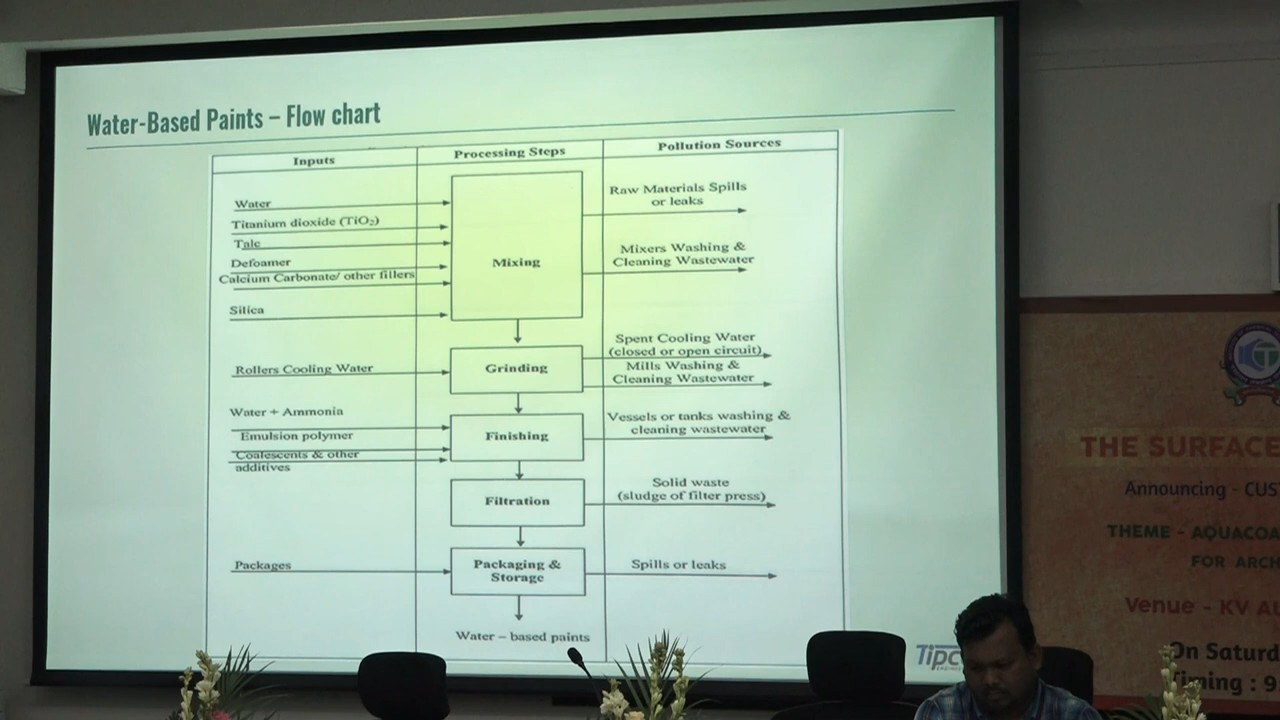 Water-Based Paints – Flow chart
Inputs
Processing Steps
Pollution Sources
Water
Titanium dioxide (TiO₂)
Talc
Defoamer
Calcium Carbonate/ other fillers
Silica
Mixing
Raw Materials Spills
or leaks
Mixers Washing &
Cleaning Wastewater
Rollers Cooling Water
Grinding
Spent Cooling Water
(closed or open circuit)
Mills Washing &
Cleaning Wastewater
Water + Ammonia
Emulsion polymer
Coalescents & other
additives
Finishing
Vessels or tanks washing &
cleaning wastewater
Filtration
Solid waste
(sludge of filter press)
Packages
Packaging &
Storage
Spills or leaks
Water – based paints
Tipc
THE SURFACE
Announcing - CUS
THEME - AQUACOA
FOR ARCH
Venue - KV A
On Saturd
Timing : 9